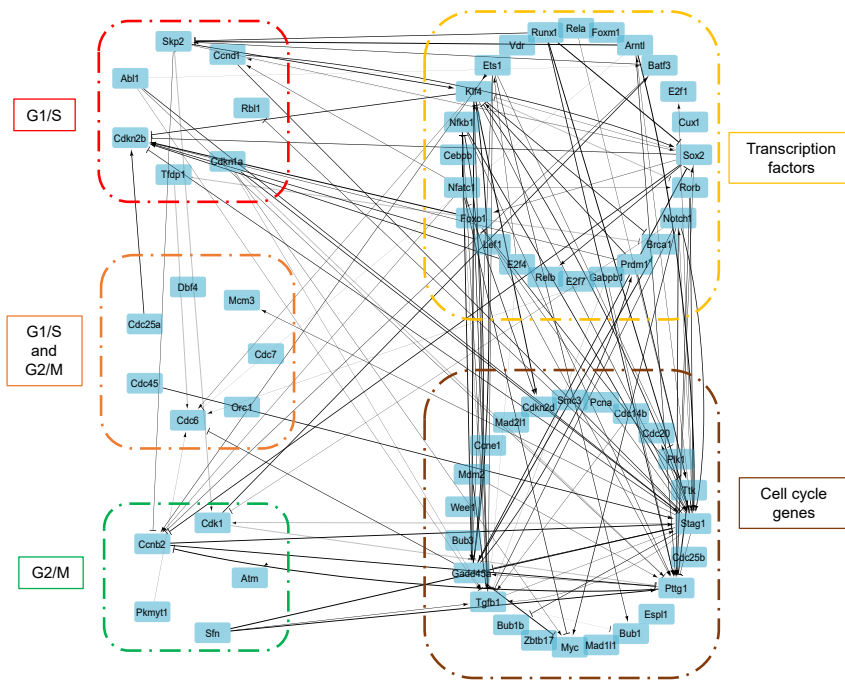 G1/S
Skp2
Ccnd1
Abl1
Rbl1
Cdkn2b
Cdkn1a
Tfdp1
G1/S
and
G2/M
Dbf4
Mcm3
Cdc25a
Cdc7
Cdc45
Orc1
Cdc6
G2/M
Cdk1
Ccnb2
Atm
Pkmyt1
Sfn
Transcription
factors
Rela
Runx1
Foxm1
Vdr
Arntl
Ets1
Batf3
Klf4
E2f1
Nfkb1
Cux1
Cebpb
Sox2
Nfatc1
Rorb
Foxo1
Notch1
Lef1
Brca1
E2f4
Prdm1
Relb
E2f7
Gabpb1
Cell cycle
genes
Smc3
Pcna
Cdkn2d
Cdc14b
Mad2l1
Cdc20
Ccne1
Plk1
Mdm2
Ttk
Wee1
Stag1
Bub3
Cdc25b
Gadd45a
Pttg1
Tgfb1
Espl1
Bub1b
Bub1
Zbtb17
Mad1l1
Myc